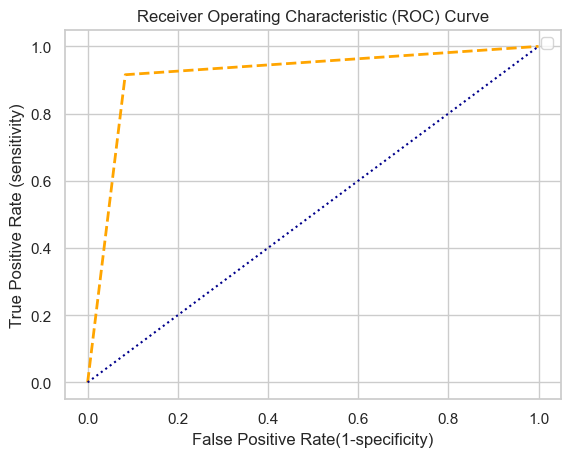 Receiver Operating Characteristic (ROC) Curve
1.0
0.8
0.6
0.4
0.2
0.0
True Positive Rate (sensitivity)
0.0 0.2 0.4 0.6 0.8 1.0
False Positive Rate(1-specificity)